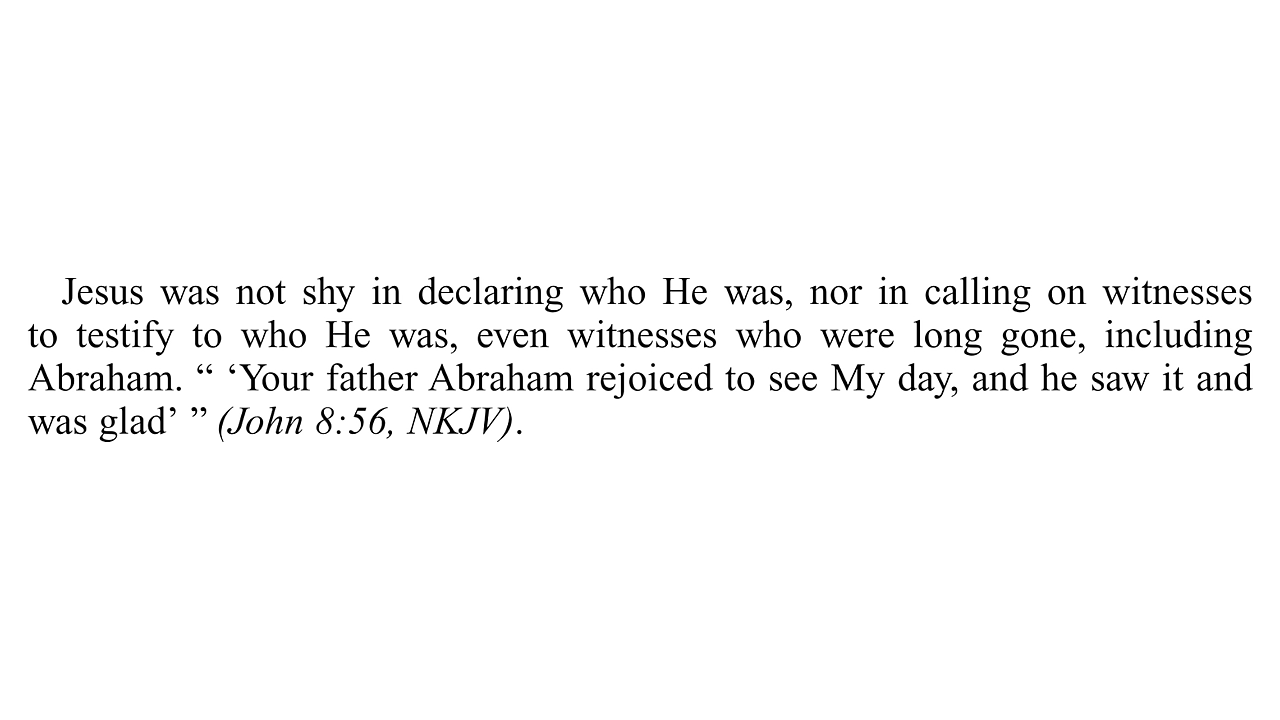 Jesus was not shy in declaring who He was, nor in calling on witnesses
to testify to who He was, even witnesses who were long gone, including
Abraham. “ ‘Your father Abraham rejoiced to see My day, and he saw it and
was glad’ ” (John 8:56, NKJV).